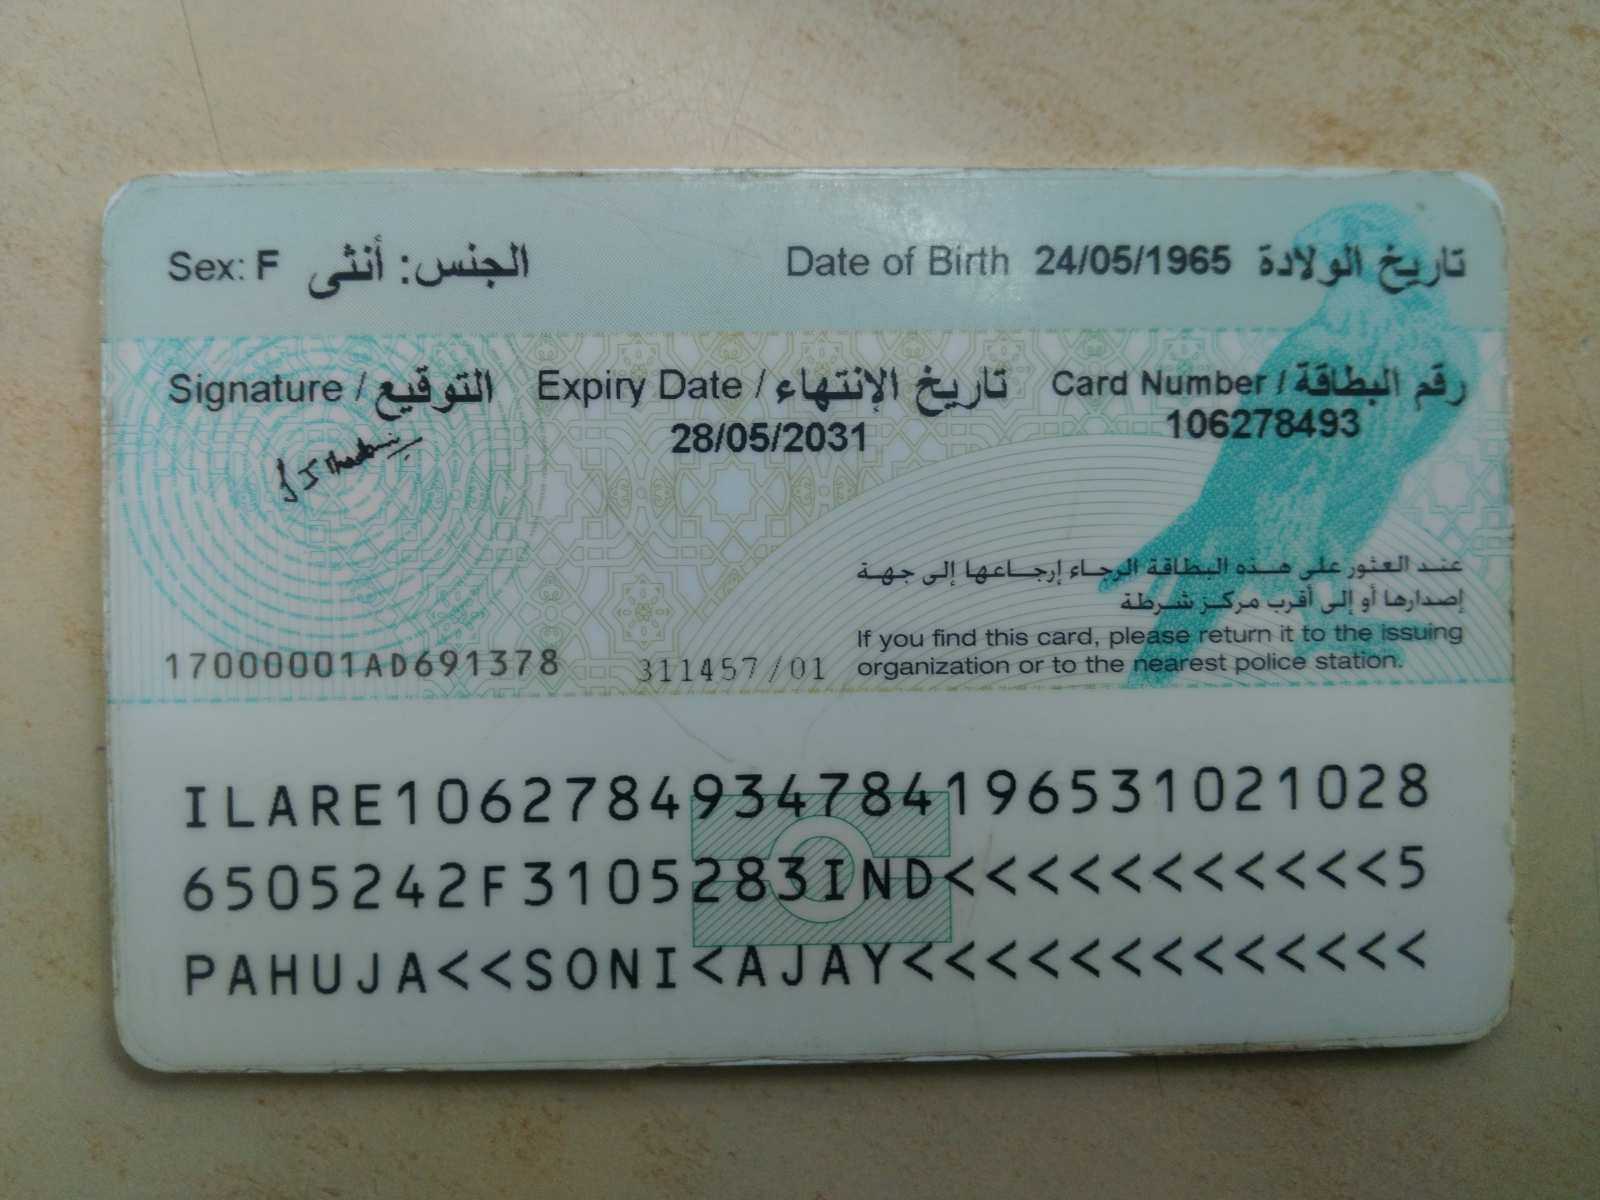 Sex: F الجنس: أنثى
Date of Birth 24/05/1965 تاريخ الولادة
Signature / التوقيع
Expiry Date / تاريخ الإنتهاء
28/05/2031
Card Number / رقم البطاقة
106278493
عند العثور على هذه البطاقة الرجاء إرجاعها إلى جهة
إصدارها أو إلى أقرب مركز شرطة
If you find this card, please return it to the issuing
organization or to the nearest police station.
17000001AD691378
311457/01
ILARE1062784934784196531021028
6505242F3105283IND<<<<<<<<<<<5
PAHUJA<<SONI<AJAY<<<<<<<<<<<<<